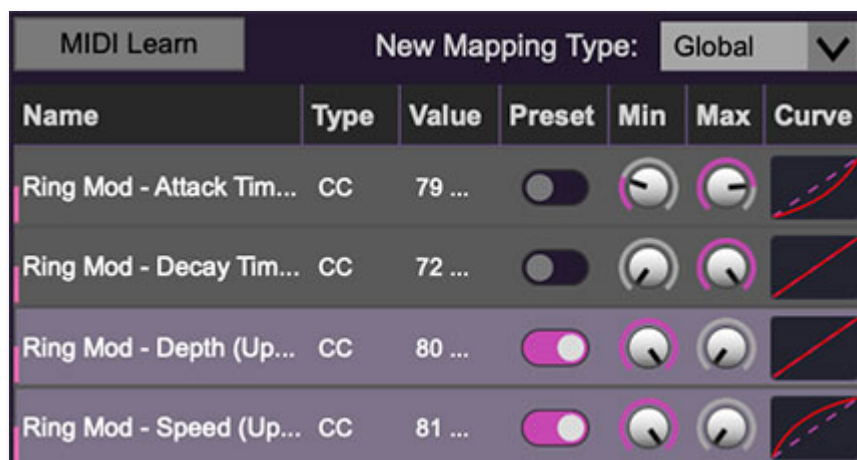 MIDI Learn New Mapping Type: Global
Name Type Value Preset Min Max Curve
Ring Mod - Attack Tim... CC 79 ...
Ring Mod - Decay Tim... CC 72 ...
Ring Mod - Depth (Up... CC 80 ...
Ring Mod - Speed (Up... CC 81 ...